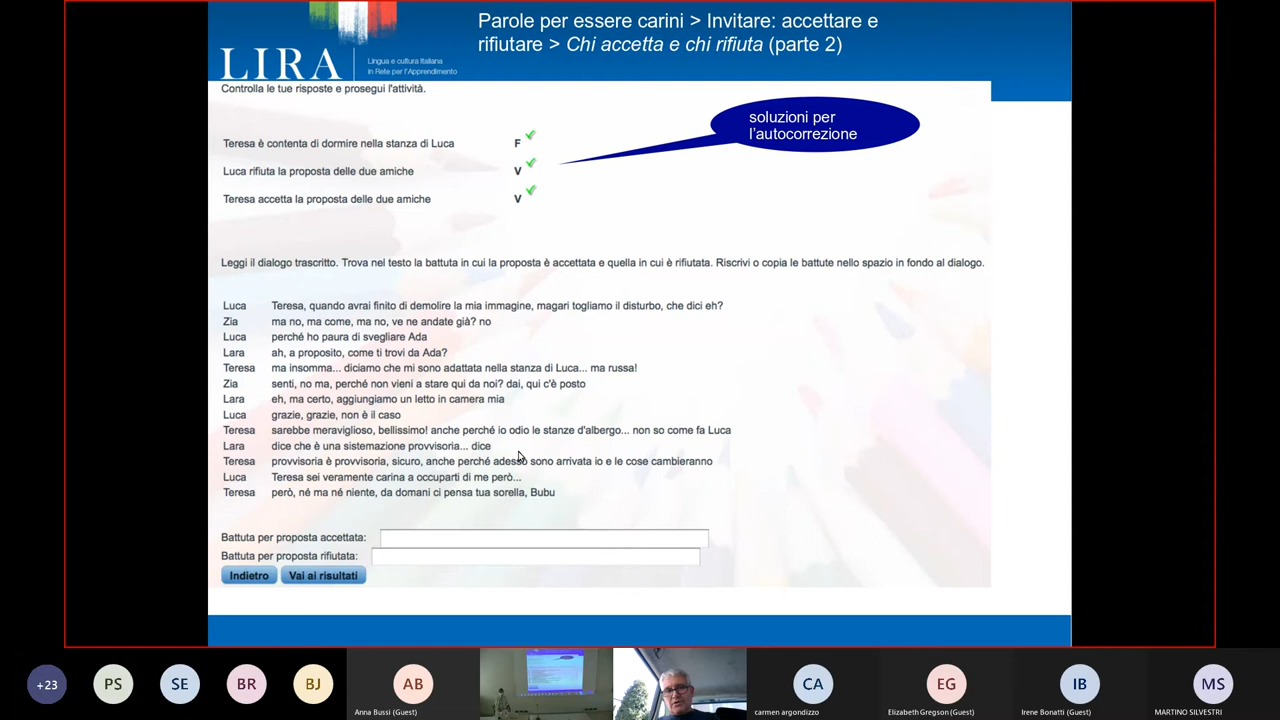 Parole per essere carini > Invitare: accettare e
rifiutare > Chi accetta e chi rifiuta (parte 2)
LIRA
Lingua e cultura Italiana
in Rete per l'Apprendimento
Controlla le tue risposte e prosegui l'attività.
soluzioni per
l'autocorrezione
Teresa è contenta di dormire nella stanza di Luca F
Luca rifiuta la proposta delle due amiche V
Teresa accetta la proposta delle due amiche V
Leggi il dialogo trascritto. Trova nel testo la battuta in cui la proposta è accettata e quella in cui è rifiutata. Riscrivi o copia le battute nello spazio in fondo al dialogo.
Luca Teresa, quando avrai finito di demolire la mia immagine, magari togliamo il disturbo, che dici eh?
Zia ma no, ma come, ma no, ve ne andate già? no
Luca perché ho paura di svegliare Ada
Lara ah, a proposito, come ti trovi da Ada?
Teresa ma insomma... diciamo che mi sono adattata nella stanza di Luca... ma russa!
Zia senti, no ma, perché non vieni a stare qui da noi? dai, qui c'è posto
Lara eh, ma certo, aggiungiamo un letto in camera mia
Luca grazie, grazie, non è il caso
Teresa sarebbe meraviglioso, bellissimo! anche perché io odio le stanze d'albergo... non so come fa Luca
Lara dice che è una sistemazione provvisoria... dice
Teresa provvisoria è provvisoria, sicuro, anche perché adesso sono arrivata io e le cose cambieranno
Luca Teresa sei veramente carina a occuparti di me però...
Teresa però, né ma né niente, da domani ci pensa tua sorella, Bubu
Battuta per proposta accettata:
Battuta per proposta rifiutata:
Indietro Vai ai risultati
+23 PS SE BR BJ AB CA EG IB MS
Anna Bussi (Guest) carmen argondizzo Elizabeth Gregson (Guest) Irene Bonatti (Guest) MARTINO SILVESTRI